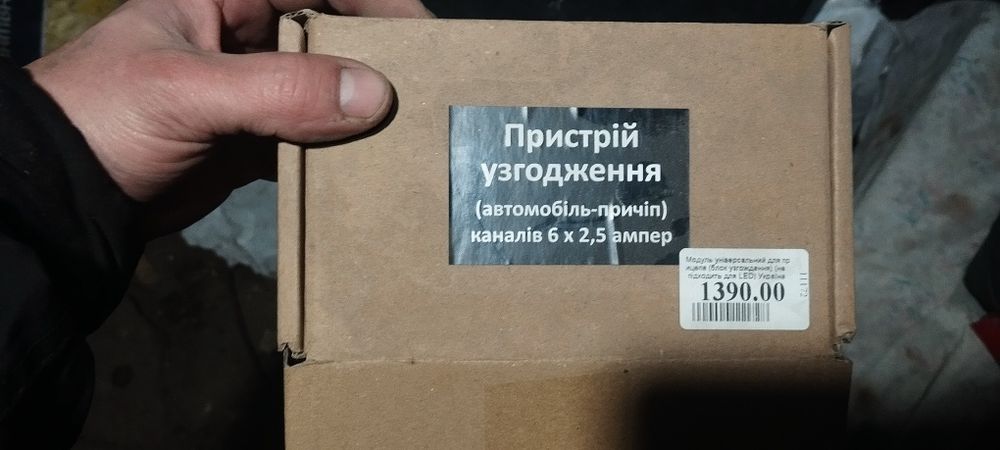 Пристрій
узгодження
(автомобіль-причіп)
каналів 6 х 2,5 ампер
Модуль універсальний для пр
ицепа (блок узгодження) (не
підходить для LED) Україна
1390.00